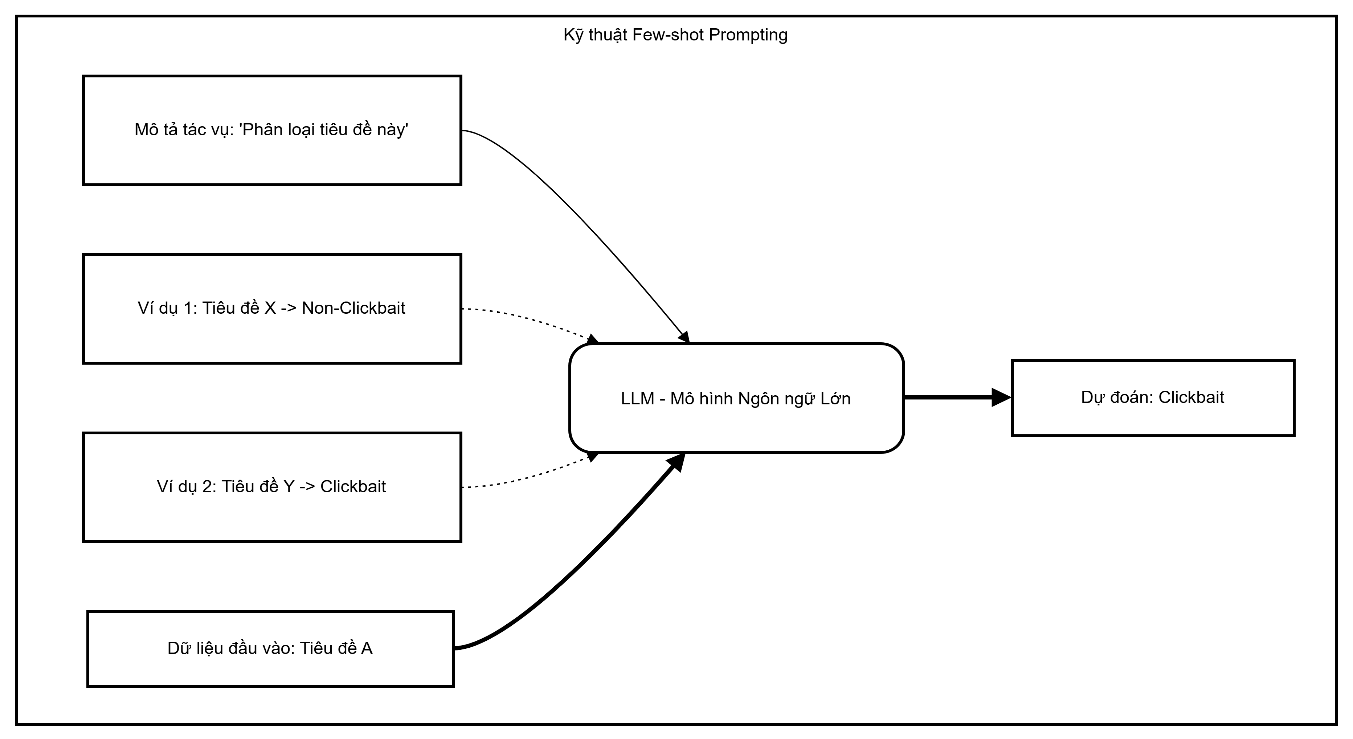 Kỹ thuật Few-shot Prompting
Mô tả tác vụ: 'Phân loại tiêu đề này'
Ví dụ 1: Tiêu đề X -> Non-Clickbait
LLM - Mô hình Ngôn ngữ Lớn
Dự đoán: Clickbait
Ví dụ 2: Tiêu đề Y -> Clickbait
Dữ liệu đầu vào: Tiêu đề A